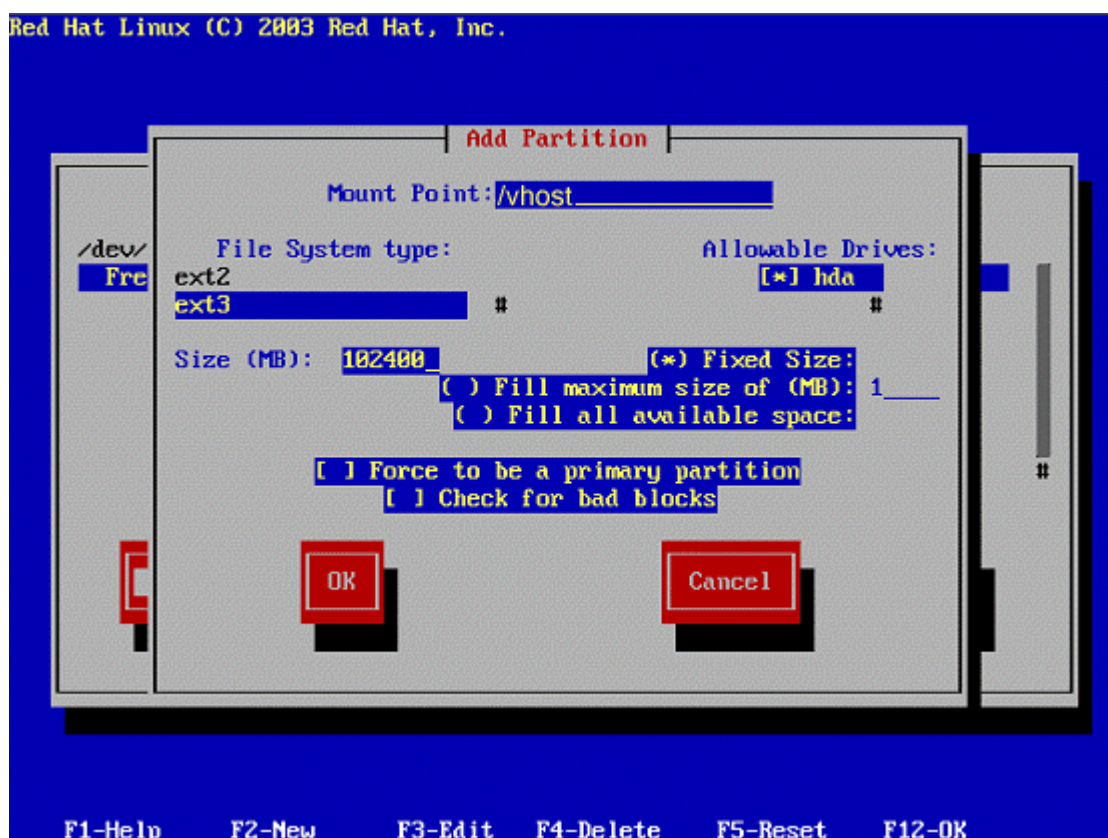 Red Hat Linux (C) 2003 Red Hat, Inc.
Add Partition
Mount Point: /vhost
/dev/ File System type: Allowable Drives:
Fre ext2 [*] hda
ext3 # #
Size (MB): 102400_ (*) Fixed Size:
( ) Fill maximum size of (MB): 1____
( ) Fill all available space:
[ ] Force to be a primary partition #
[ ] Check for bad blocks
OK Cancel
F1-Help F2-New F3-Edit F4-Delete F5-Reset F12-OK